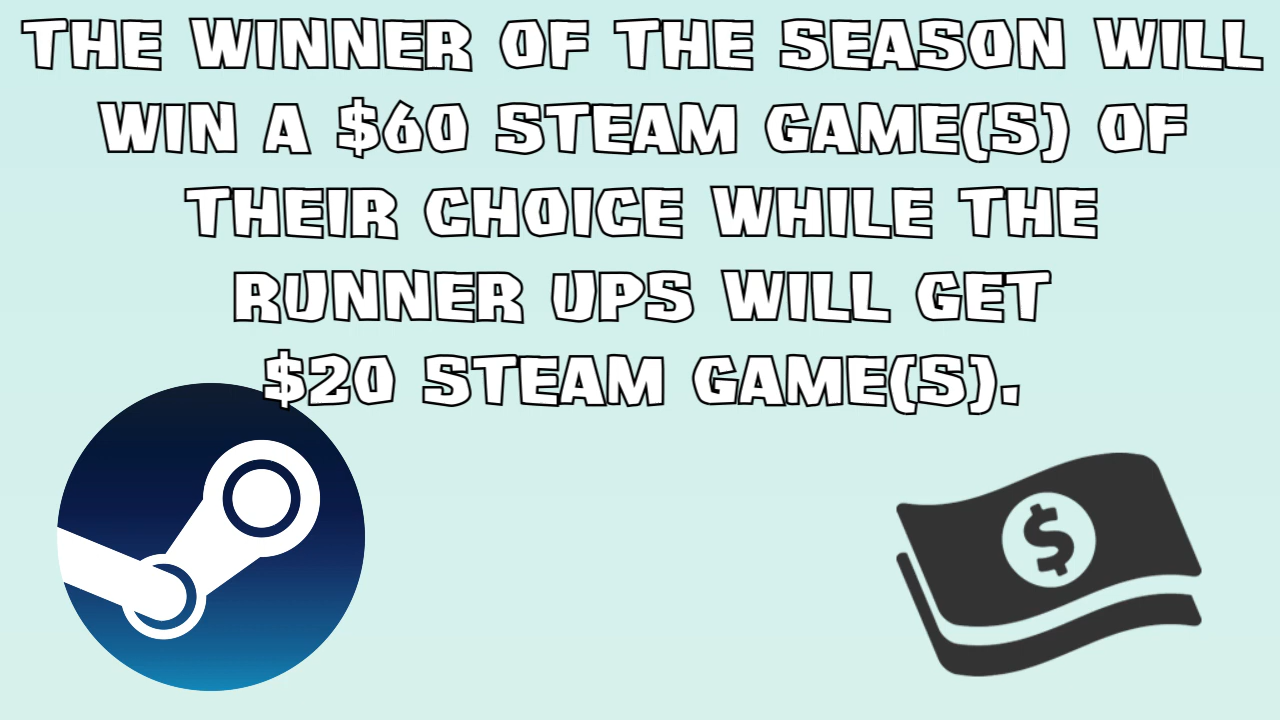 THE WINNER OF THE SEASON WILL
WIN A $60 STEAM GAME(S) OF
THEIR CHOICE WHILE THE
RUNNER UPS WILL GET
$20 STEAM GAME(S).
$